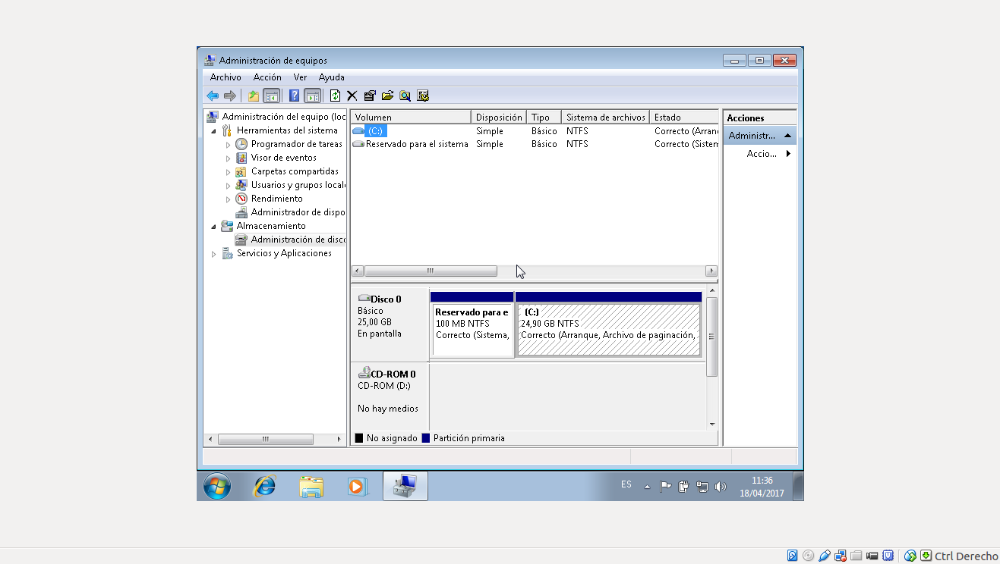 Administración de equipos
Archivo Acción Ver Ayuda
Administración del equipo (loc
Herramientas del sistema
Programador de tareas
Visor de eventos
Carpetas compartidas
Usuarios y grupos local
Rendimiento
Administrador de dispo
Almacenamiento
Administración de disco
Servicios y Aplicaciones
Volumen Disposición Tipo Sistema de archivos Estado
(C:) Simple Básico NTFS Correcto (Arran
Reservado para el sistema Simple Básico NTFS Correcto (Sistem
Acciones
Administr...
Accio...
Disco 0
Básico
25,00 GB
En pantalla
Reservado para e
100 MB NTFS
Correcto (Sistema,
(C:)
24,90 GB NTFS
Correcto (Arranque, Archivo de paginación,
CD-ROM 0
CD-ROM (D:)
No hay medios
No asignado Partición primaria
ES
11:36
18/04/2017
Ctrl Derecho